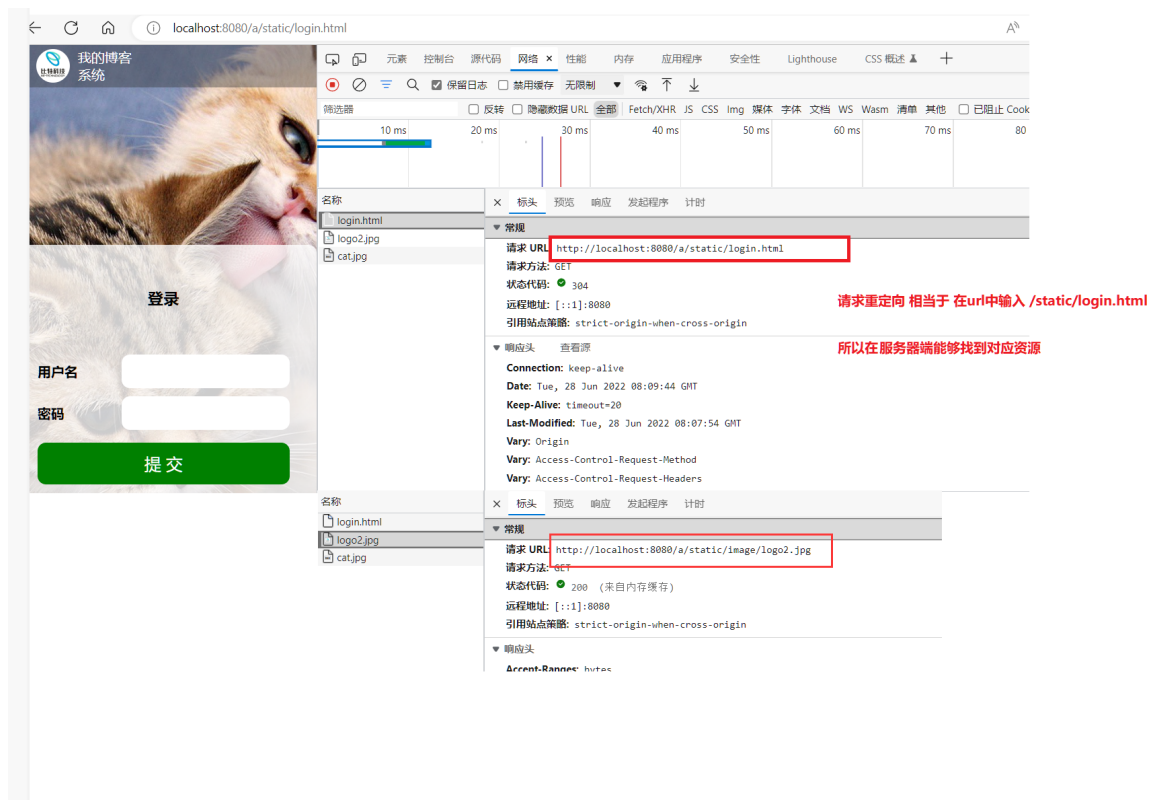 localhost:8080/a/static/login.html
我的博客
系统
比特科技
元素 控制台 源代码 网络 性能 内存 应用程序 安全性 Lighthouse CSS 概述
保留日志 禁用缓存 无限制
筛选器 反转 隐藏数据 URL 全部 Fetch/XHR JS CSS Img 媒体 字体 文档 WS Wasm 清单 其他 已阻止 Cook
10 ms 20 ms 30 ms 40 ms 50 ms 60 ms 70 ms 80
名称
login.html
logo2.jpg
cat.jpg
标头 预览 响应 发起程序 计时
常规
请求 URL: http://localhost:8080/a/static/login.html
请求方法: GET
状态代码: 304
远程地址: [::1]:8080
引用站点策略: strict-origin-when-cross-origin
响应头 查看源
Connection: keep-alive
Date: Tue, 28 Jun 2022 08:09:44 GMT
Keep-Alive: timeout=20
Last-Modified: Tue, 28 Jun 2022 08:07:54 GMT
Vary: Origin
Vary: Access-Control-Request-Method
Vary: Access-Control-Request-Headers
请求重定向 相当于 在url中输入 /static/login.html
所以在服务器端能够找到对应资源
登录
用户名
密码
提交
名称
login.html
logo2.jpg
cat.jpg
标头 预览 响应 发起程序 计时
常规
请求 URL: http://localhost:8080/a/static/image/logo2.jpg
请求方法: GET
状态代码: 200 (来自内存缓存)
远程地址: [::1]:8080
引用站点策略: strict-origin-when-cross-origin
响应头
Accept-Ranges: bytes